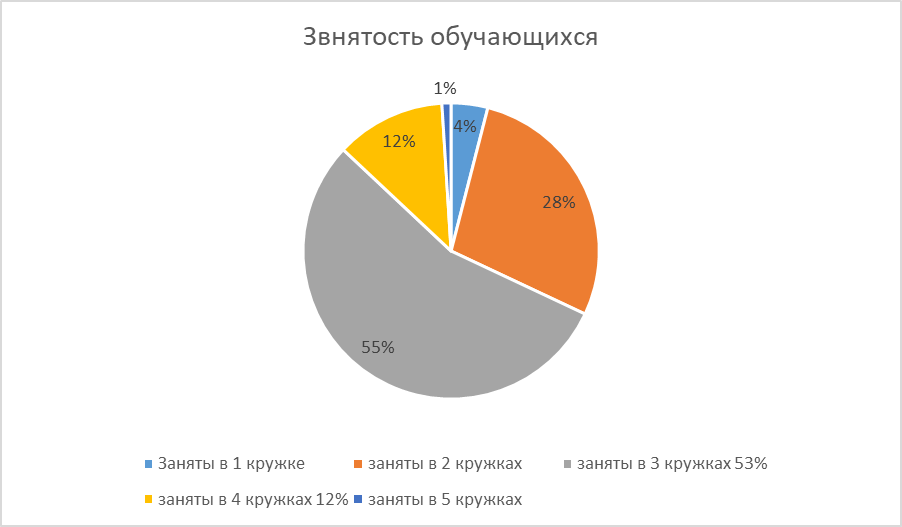 Звнятость обучающихся
1%
4%
12%
28%
55%
Заняты в 1 кружке
заняты в 2 кружках
заняты в 3 кружках 53%
заняты в 4 кружках 12%
заняты в 5 кружках